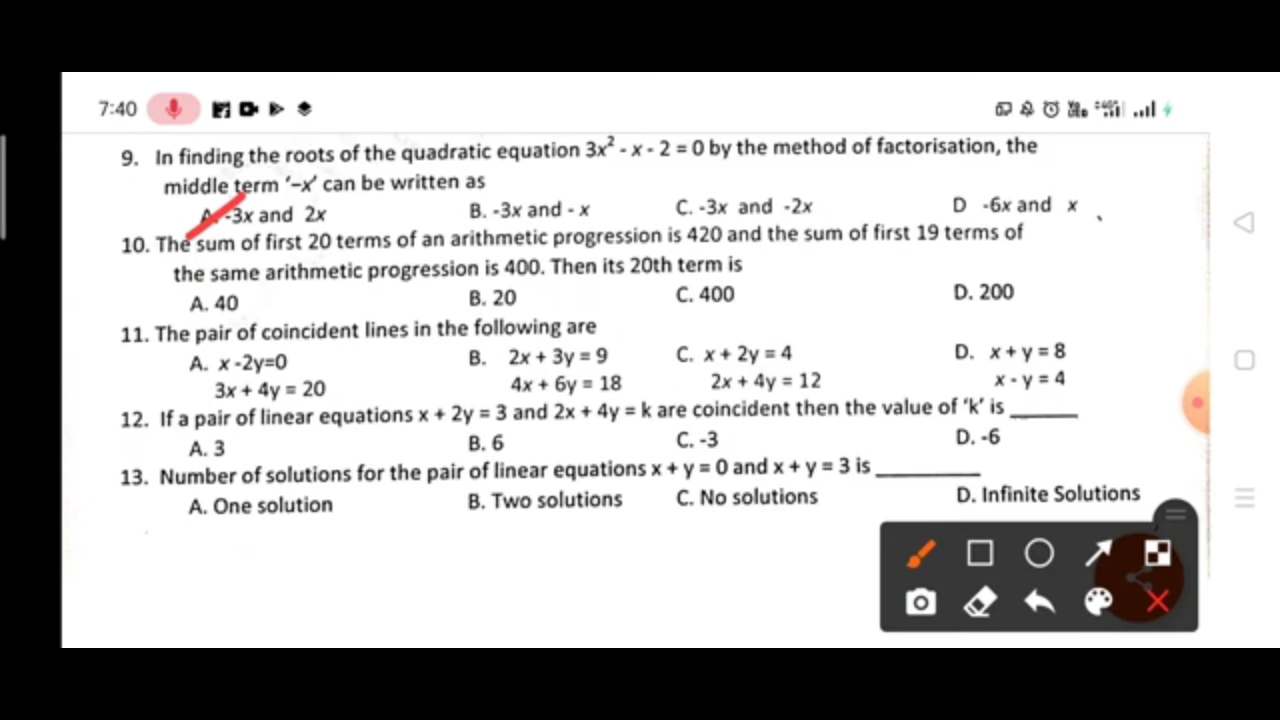 7:40
9. In finding the roots of the quadratic equation 3x² - x - 2 = 0 by the method of factorisation, the
middle term ‘–x’ can be written as
A. -3x and 2x B. -3x and - x C. -3x and -2x D -6x and x
10. The sum of first 20 terms of an arithmetic progression is 420 and the sum of first 19 terms of
the same arithmetic progression is 400. Then its 20th term is
A. 40 B. 20 C. 400 D. 200
11. The pair of coincident lines in the following are
A. x -2y=0 B. 2x + 3y = 9 C. x + 2y = 4 D. x + y = 8
3x + 4y = 20 4x + 6y = 18 2x + 4y = 12 x - y = 4
12. If a pair of linear equations x + 2y = 3 and 2x + 4y = k are coincident then the value of ‘k’ is ______
A. 3 B. 6 C. -3 D. -6
13. Number of solutions for the pair of linear equations x + y = 0 and x + y = 3 is _________
A. One solution B. Two solutions C. No solutions D. Infinite Solutions